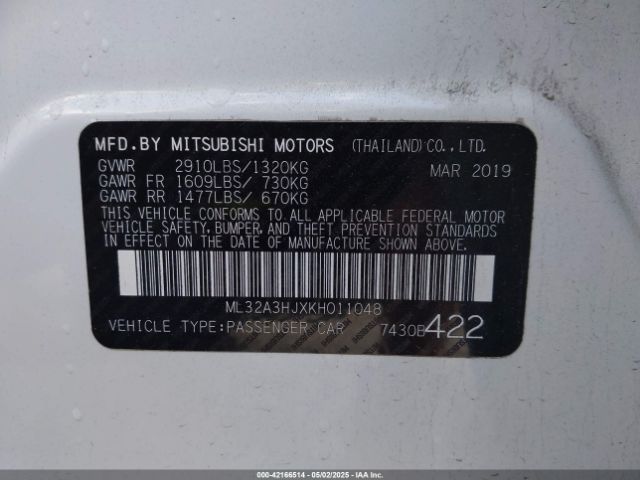 MFD.BY MITSUBISHI MOTORS (THAILAND)CO.,LTD.
GVWR 2910LBS/1320KG MAR 2019
GAWR FR 1609LBS/ 730KG
GAWR RR 1477LBS/ 670KG
THIS VEHICLE CONFORMS TO ALL APPLICABLE FEDERAL MOTOR
VEHICLE SAFETY, BUMPER, AND THEFT PREVENTION STANDARDS
IN EFFECT ON THE DATE OF MANUFACTURE SHOWN ABOVE.
ML32A3HJXKH011048
VEHICLE TYPE:PASSENGER CAR 7430B422
000-42166514 - 05/02/2025 - IAAI.COM